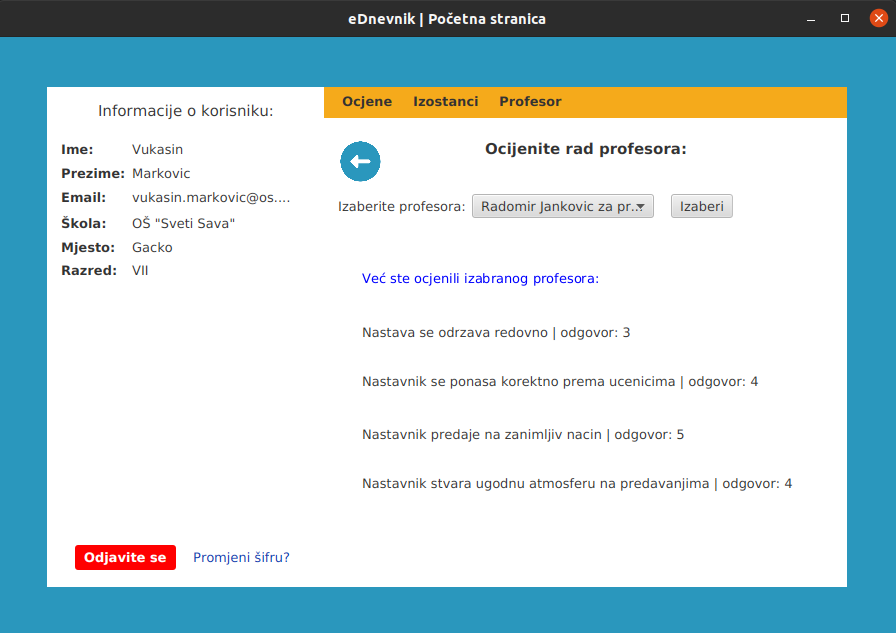 eDnevnik | Početna stranica
Informacije o korisniku:
Ime: Vukasin
Prezime: Markovic
Email: vukasin.markovic@os....
Škola: OŠ "Sveti Sava"
Mjesto: Gacko
Razred: VII
Odjavite se Promjeni šifru?
Ocjene Izostanci Profesor
Ocijenite rad profesora:
Izaberite profesora: Radomir Jankovic za pr... Izaberi
Već ste ocjenili izabranog profesora:
Nastava se odrzava redovno | odgovor: 3
Nastavnik se ponasa korektno prema ucenicima | odgovor: 4
Nastavnik predaje na zanimljiv nacin | odgovor: 5
Nastavnik stvara ugodnu atmosferu na predavanjima | odgovor: 4